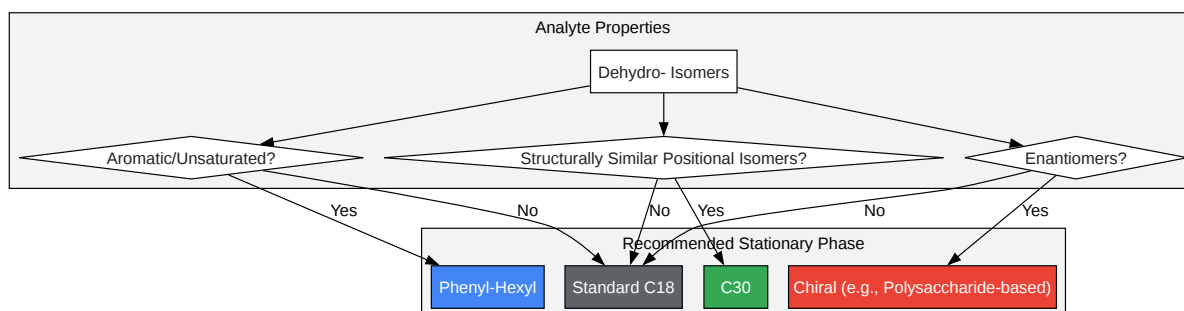 Analyte Properties
Dehydro- Isomers
Aromatic/Unsaturated?
Structurally Similar Positional Isomers?
Enantiomers?
Yes
No
No
Yes
No
Yes
Recommended Stationary Phase
Phenyl-Hexyl
Standard C18
C30
Chiral (e.g., Polysaccharide-based)